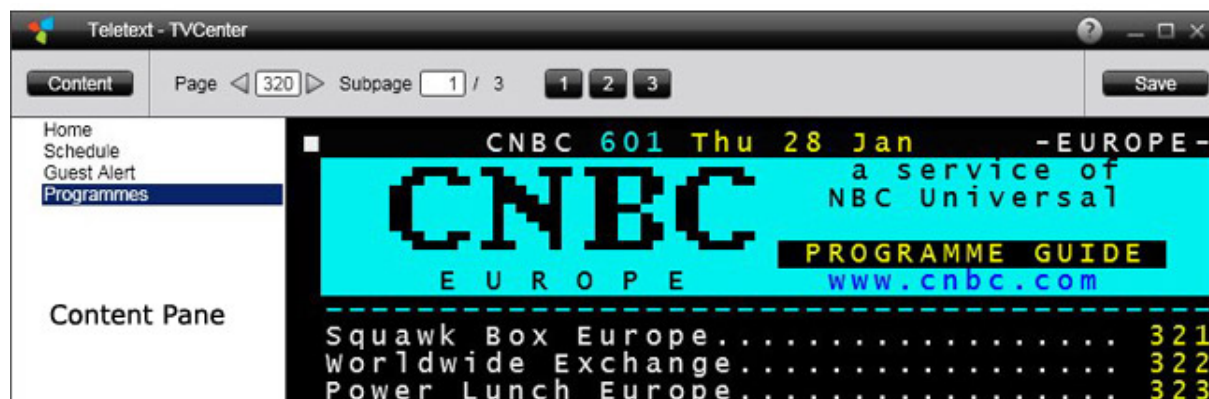 Teletext - TVCenter
?
Content Page 320 Subpage 1 / 3 1 2 3 Save
Home
Schedule
Guest Alert
Programmes
Content Pane
CNBC 601 Thu 28 Jan -EUROPE-
CNBC
EUROPE
a service of
NBC Universal
PROGRAMME GUIDE
www.cnbc.com
Squawk Box Europe................... 321
Worldwide Exchange.................. 322
Power Lunch Europe.................. 323